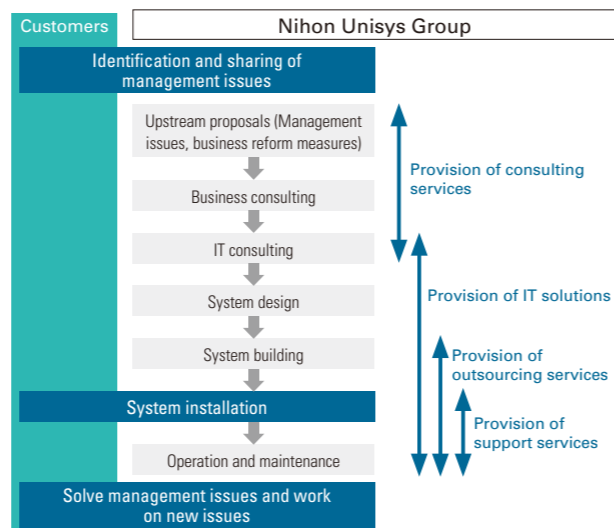 Customers
Nihon Unisys Group
Identification and sharing of
management issues
Upstream proposals (Management
issues, business reform measures)
Business consulting
IT consulting
System design
System building
System installation
Operation and maintenance
Solve management issues and work
on new issues
Provision of consulting
services
Provision of IT solutions
Provision of
outsourcing services
Provision of
support services